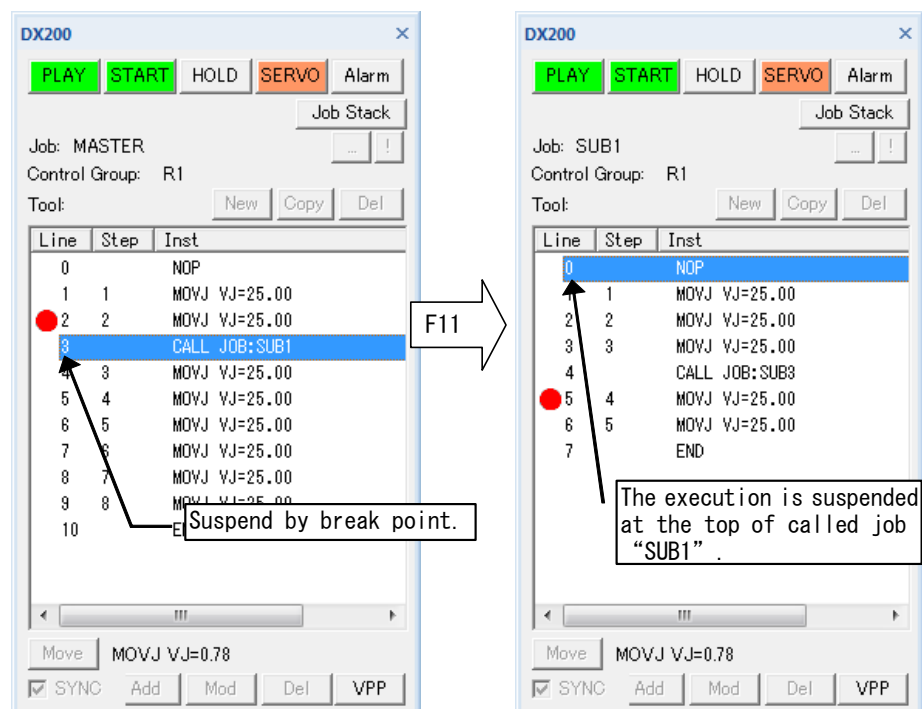 DX200 ×
PLAY START HOLD SERVO Alarm
Job Stack
Job: MASTER ... !
Control Group: R1
Tool: New Copy Del
Line Step Inst
0 NOP
1 1 MOVJ VJ=25.00
2 2 MOVJ VJ=25.00
3 CALL JOB:SUB1
4 3 MOVJ VJ=25.00
5 4 MOVJ VJ=25.00
6 5 MOVJ VJ=25.00
7 6 MOVJ VJ=25.00
8 7 MOVJ VJ=25.00
9 8 MOVJ VJ=25.00
10
Suspend by break point.
Move MOVJ VJ=0.78
SYNC Add Mod Del VPP
F11
DX200 ×
PLAY START HOLD SERVO Alarm
Job Stack
Job: SUB1 ... !
Control Group: R1
Tool: New Copy Del
Line Step Inst
0 NOP
1 1 MOVJ VJ=25.00
2 2 MOVJ VJ=25.00
3 3 MOVJ VJ=25.00
4 CALL JOB:SUB3
5 4 MOVJ VJ=25.00
6 5 MOVJ VJ=25.00
7 END
The execution is suspended
at the top of called job
“SUB1”.
Move MOVJ VJ=0.78
SYNC Add Mod Del VPP